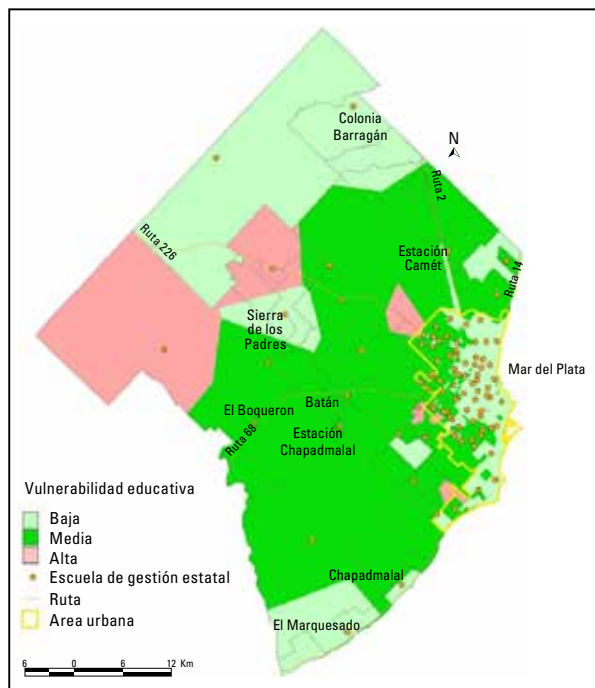 Colonia
Barragán
N
Ruta 2
Ruta 226
Estación
Camét
Ruta 14
Sierra
de los
Padres
Mar del Plata
Batán
El Boqueron
Ruta 68
Estación
Chapadmalal
Vulnerabilidad educativa
Baja
Media
Alta
Escuela de gestión estatal
Ruta
Area urbana
Chapadmalal
El Marquesado
6 0 6 12 Km